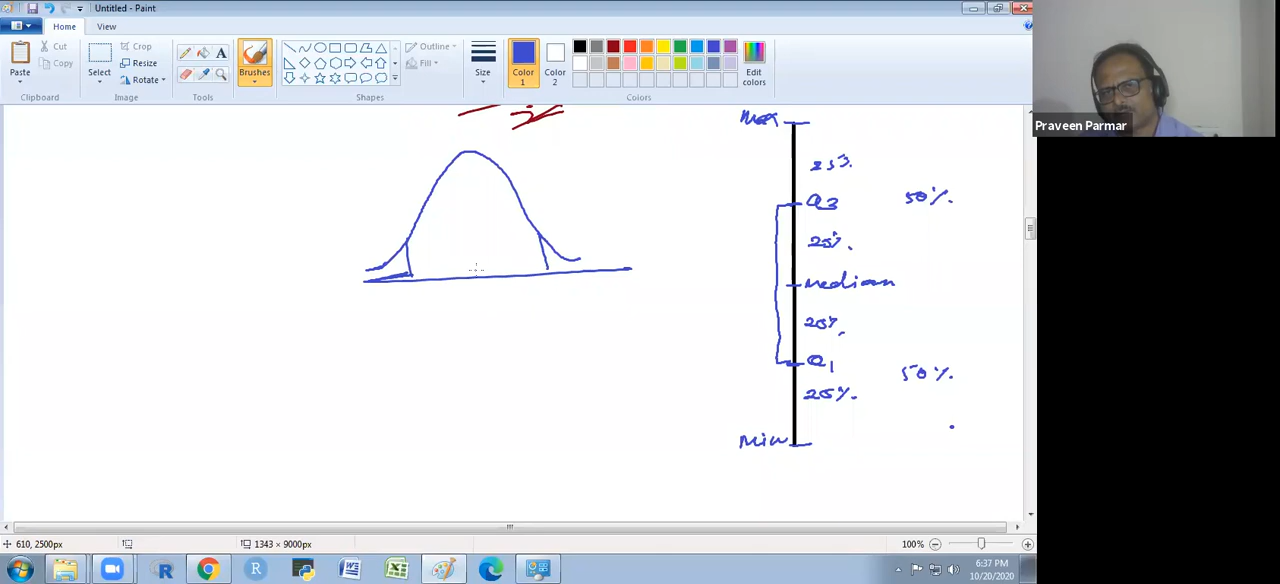 Untitled - Paint
Home View
Paste
Cut
Copy
Clipboard
Select
Crop
Resize
Rotate
Image
A
Tools
Brushes
Outline
Fill
Shapes
Size
Color 1
Color 2
Edit colors
Colors
Praveen Parmar
Max
25%.
Q3 50%.
25%.
median
25%.
Q1 50%.
25%.
Min
610, 2500px
1343 × 9000px
100%
6:37 PM
10/20/2020